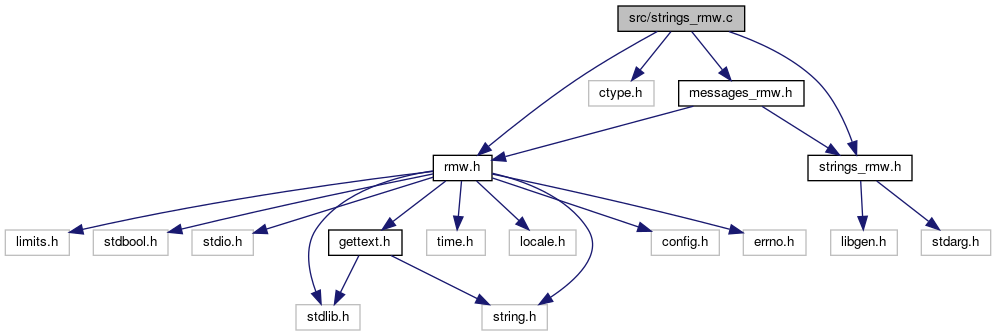 src/strings_rmw.c
ctype.h
messages_rmw.h
rmw.h
strings_rmw.h
limits.h
stdbool.h
stdio.h
gettext.h
time.h
locale.h
config.h
errno.h
libgen.h
stdarg.h
stdlib.h
string.h